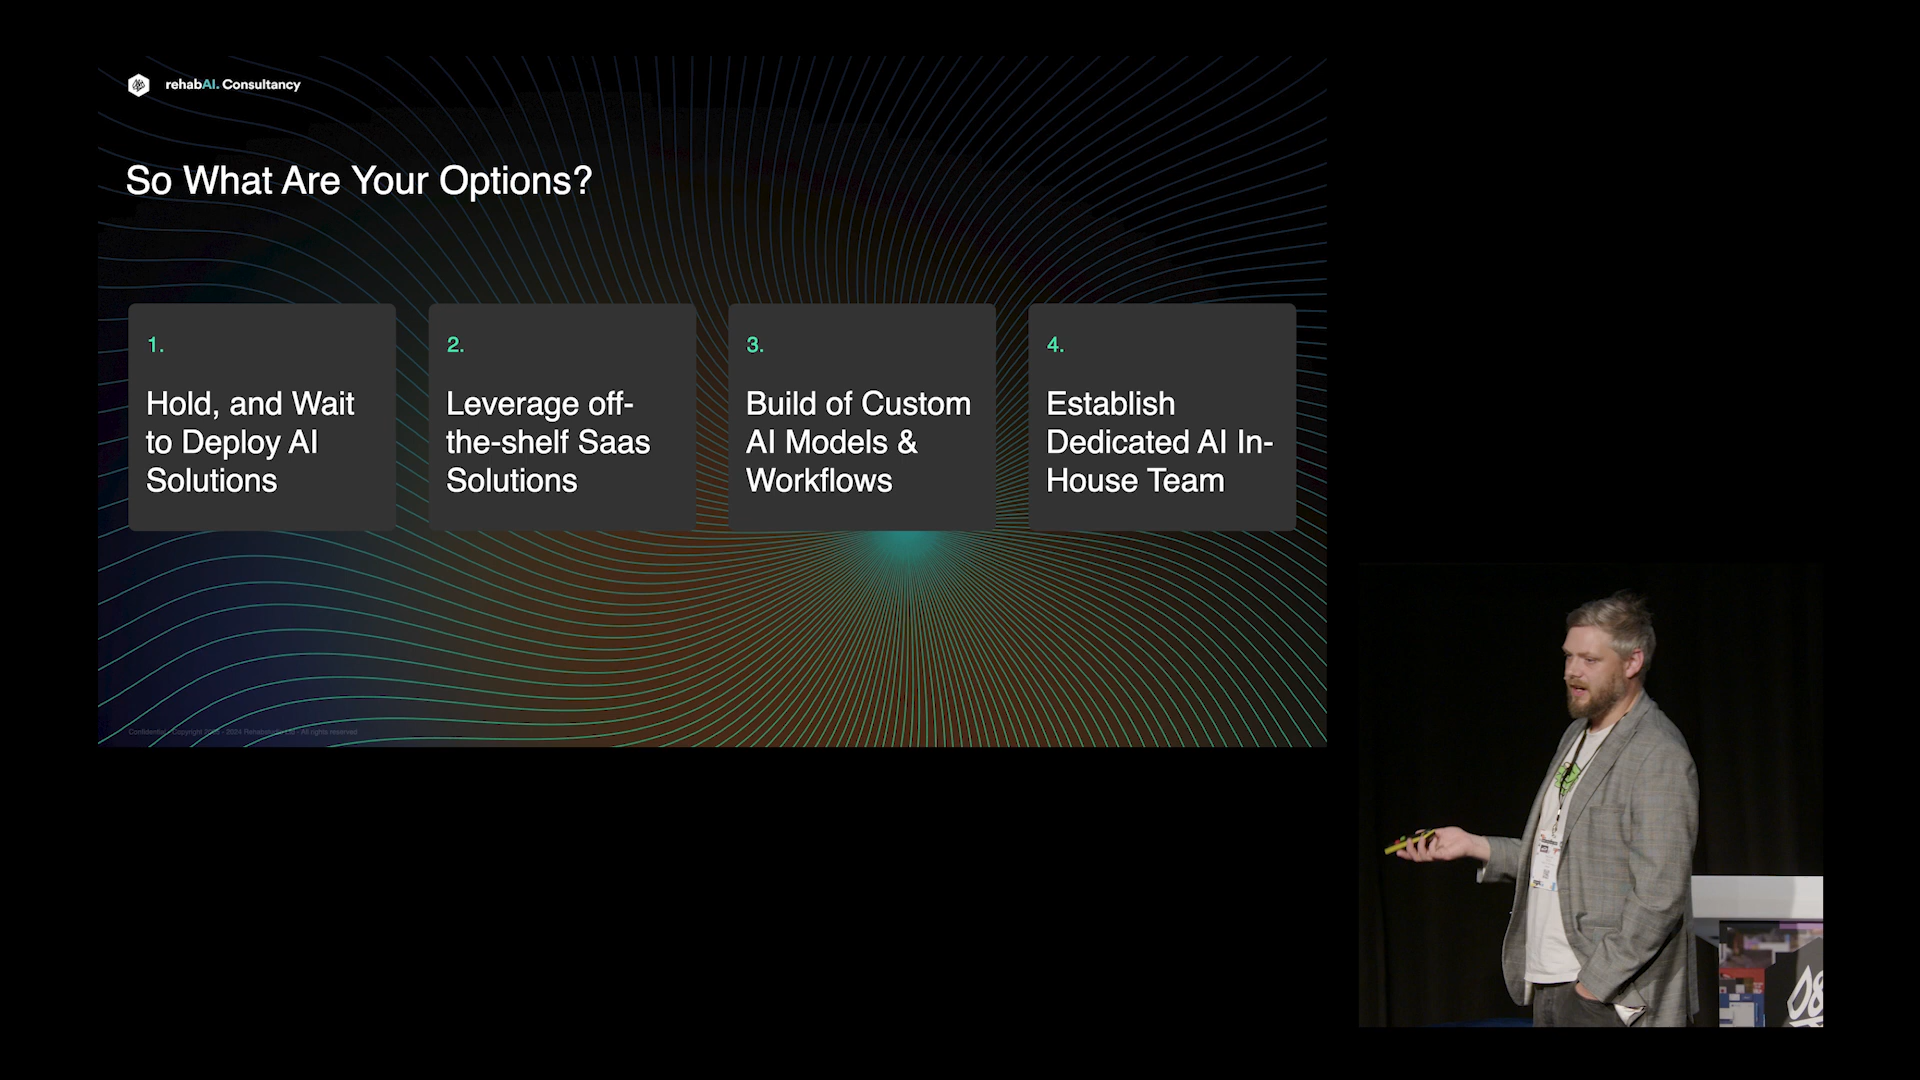 rehabAI. Consultancy
So What Are Your Options?
1.
Hold, and Wait
to Deploy AI
Solutions
2.
Leverage off-
the-shelf Saas
Solutions
3.
Build of Custom
AI Models &
Workflows
4.
Establish
Dedicated AI In-
House Team